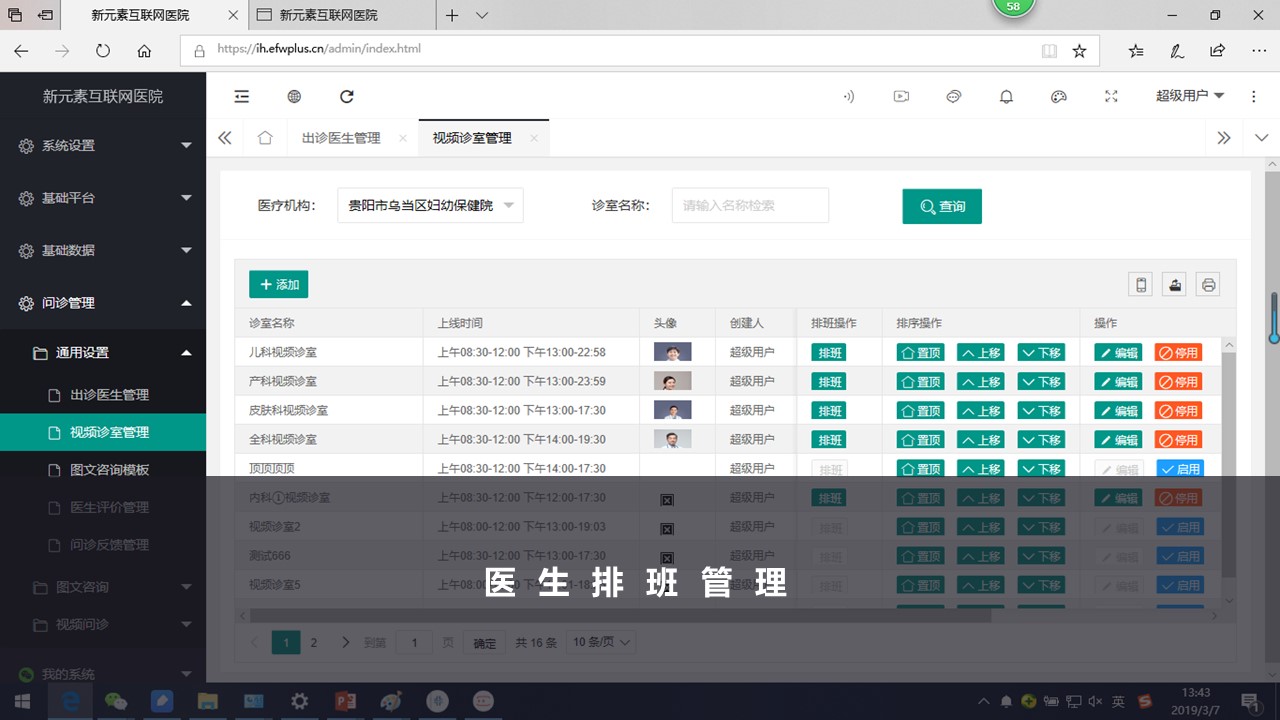 新元素互联网医院
新元素互联网医院
58
https://ih.efwplus.cn/admin/index.html
新元素互联网医院
超级用户
系统设置
基础平台
基础数据
问诊管理
通用设置
出诊医生管理
视频诊室管理
图文咨询模板
医生评价管理
问诊反馈管理
图文咨询
视频问诊
我的系统
出诊医生管理
视频诊室管理
医疗机构: 贵阳市乌当区妇幼保健院 诊室名称: 请输入名称检索 查询
添加
诊室名称 上线时间 头像 创建人 排班操作 排序操作 操作
儿科视频诊室 上午08:30-12:00 下午13:00-22:58 超级用户 排班 置顶 上移 下移 编辑 停用
产科视频诊室 上午08:30-12:00 下午13:00-23:59 超级用户 排班 置顶 上移 下移 编辑 停用
皮肤科视频诊室 上午08:30-12:00 下午13:00-17:30 超级用户 排班 置顶 上移 下移 编辑 停用
全科视频诊室 上午08:30-12:00 下午14:00-19:30 超级用户 排班 置顶 上移 下移 编辑 停用
顶顶顶顶 上午08:30-12:00 下午14:00-17:30 超级用户 排班 置顶 上移 下移 编辑 启用
内科①视频诊室 上午08:30-12:00 下午12:00-17:30 超级用户 排班 置顶 上移 下移 编辑 停用
视频诊室2 上午08:00-12:00 下午13:00-19:03 超级用户 排班 置顶 上移 下移 编辑 启用
测试666 上午08:30-12:00 下午13:00-17:30 超级用户 排班 置顶 上移 下移 编辑 启用
视频诊室5 上午08:0 超级用户 排班 置顶 上移 下移 编辑 启用
医生排班管理
1 2 到第 1 页 确定 共 16 条 10 条/页
英
13:43
2019/3/7
1